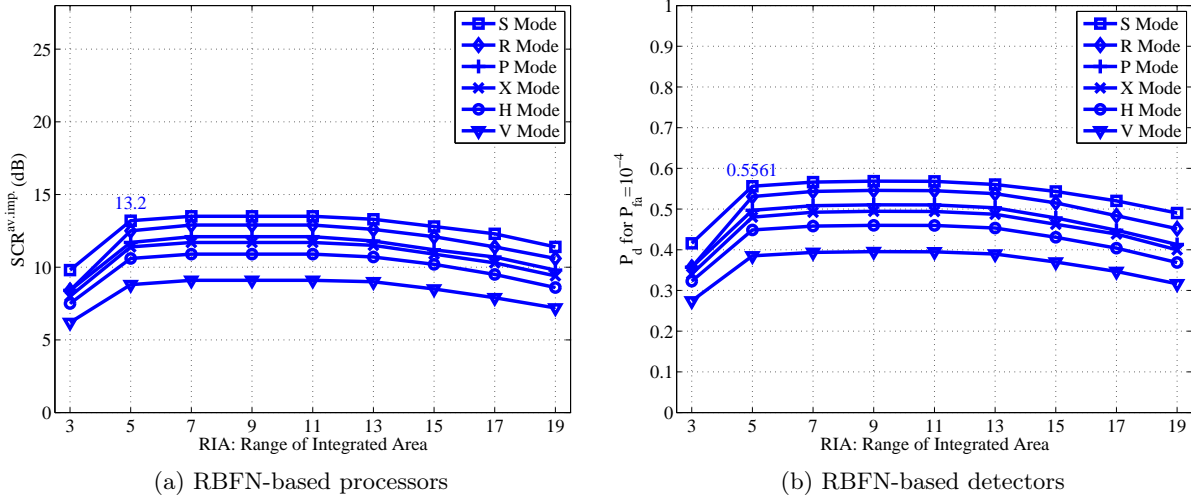 25
20
15
10
5
0
SCR^av.imp. (dB)
13.2
S Mode
R Mode
P Mode
X Mode
H Mode
V Mode
3 5 7 9 11 13 15 17 19
RIA: Range of Integrated Area
(a) RBFN-based processors
1
0.9
0.8
0.7
0.6
0.5
0.4
0.3
0.2
0.1
0
P_d for P_fa=10^-4
0.5561
S Mode
R Mode
P Mode
X Mode
H Mode
V Mode
3 5 7 9 11 13 15 17 19
RIA: Range of Integrated Area
(b) RBFN-based detectors